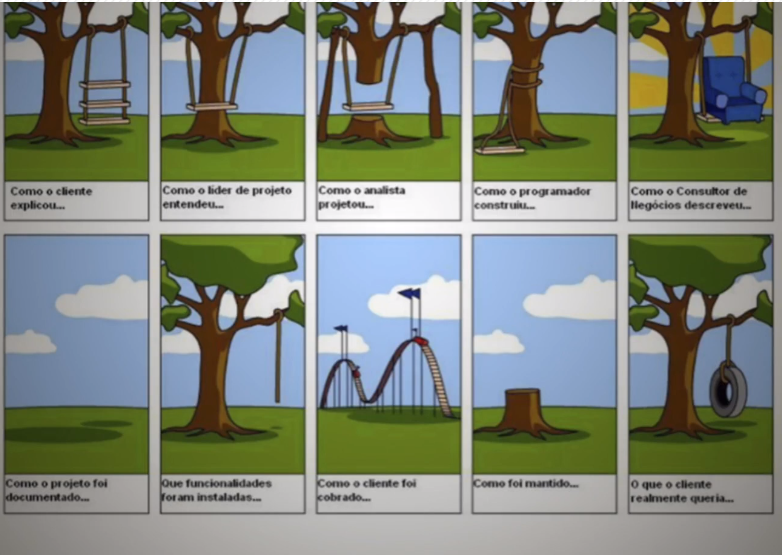 Como o cliente
explicou...
Como o líder de projeto
entendeu...
Como o analista
projetou...
Como o programador
construiu...
Como o Consultor de
Negócios descreveu...
Como o projeto foi
documentado...
Que funcionalidades
foram instaladas...
Como o cliente foi
cobrado...
Como foi mantido...
O que o cliente
realmente queria...